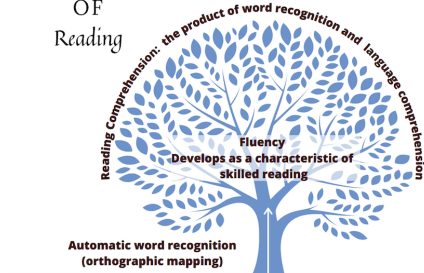 OF
Reading
Reading Comprehension: the product of word recognition and language comprehension
Fluency
Develops as a characteristic of
skilled reading
Automatic word recognition
(orthographic mapping)